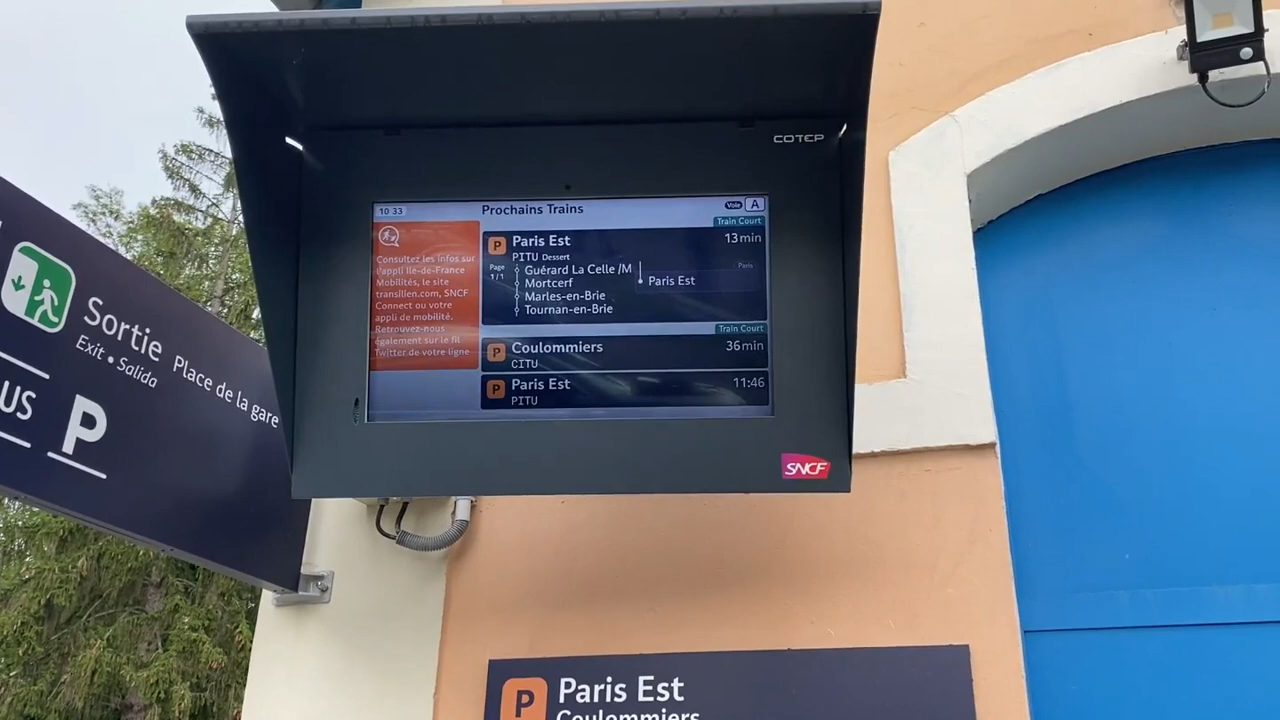 COTEP
10 33
Prochains Trains
Voie A
Consultez les infos sur
l'appli Ile-de-France
Mobilités, le site
transilien.com, SNCF
Connect ou votre
appli de mobilité.
Retrouvez-nous
également sur le fil
Twitter de votre ligne
Train Court
P Paris Est 13min
PITU Dessert
Page
1/1
Guérard La Celle /M
Mortcerf
Marles-en-Brie
Tournan-en-Brie
Paris
Paris Est
Train Court
P Coulommiers 36min
CITU
P Paris Est 11:46
PITU
SNCF
Sortie Place de la gare
Exit • Salida
US P
P Paris Est
Coulommiers